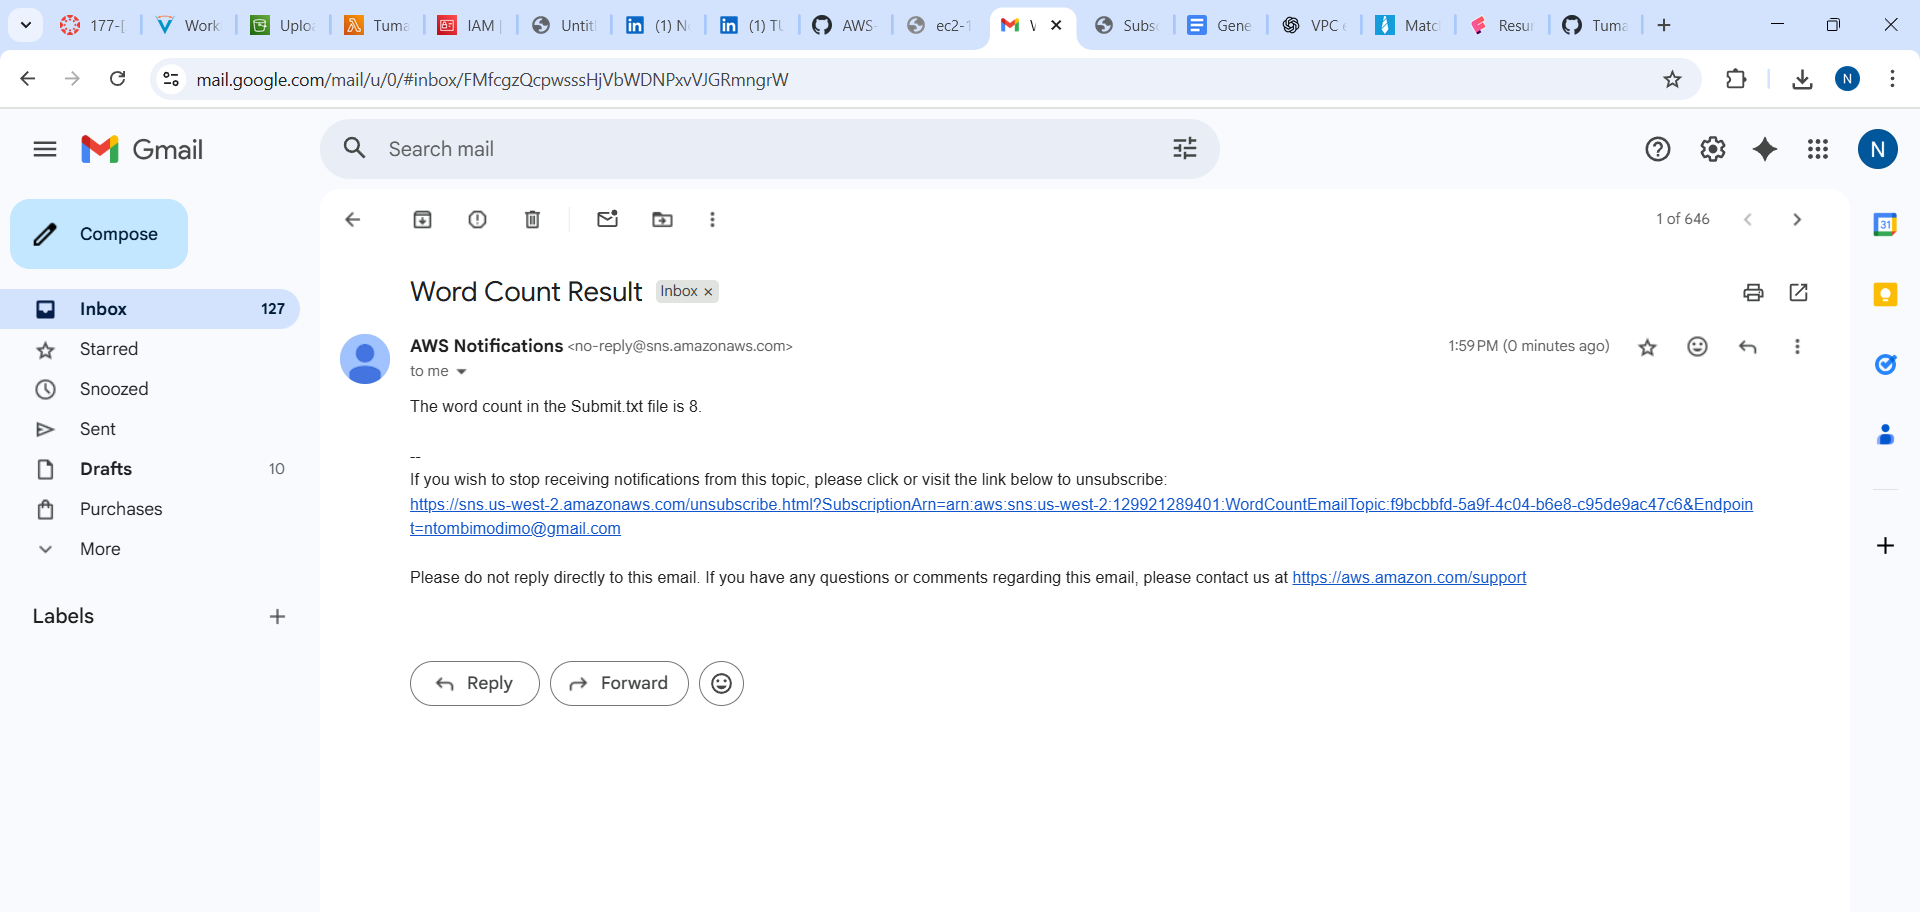 177-[
Work
Uplo
Tuma
IAM |
Untitl
(1) N
(1) TU
AWS-
ec2-1
Subsc
Gene
VPC e
Match
Resur
Tuma
mail.google.com/mail/u/0/#inbox/FMfcgzQcpwsssHjVbWDNPxvVJGRmngrW
N
Gmail
Search mail
N
Compose
1 of 646
31
Inbox 127
Starred
Snoozed
Sent
Drafts 10
Purchases
More
Labels
Word Count Result Inbox ×
AWS Notifications <no-reply@sns.amazonaws.com> 1:59 PM (0 minutes ago)
to me
The word count in the Submit.txt file is 8.
--
If you wish to stop receiving notifications from this topic, please click or visit the link below to unsubscribe:
https://sns.us-west-2.amazonaws.com/unsubscribe.html?SubscriptionArn=arn:aws:sns:us-west-2:129921289401:WordCountEmailTopic:f9bcbbfd-5a9f-4c04-b6e8-c95de9ac47c6&Endpoin
t=ntombimodimo@gmail.com
Please do not reply directly to this email. If you have any questions or comments regarding this email, please contact us at https://aws.amazon.com/support
Reply
Forward